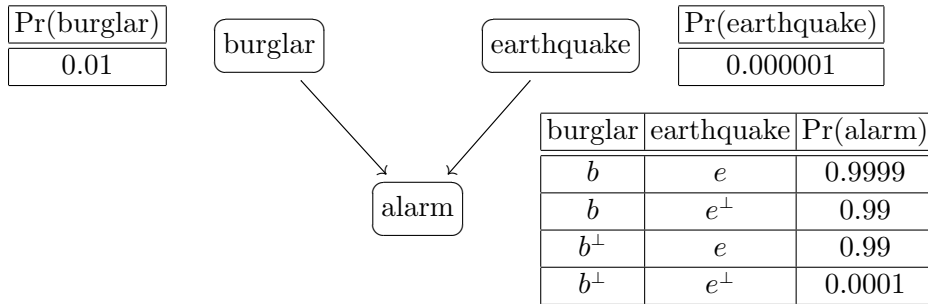 Pr(burglar) burglar earthquake Pr(earthquake)
0.01 0.000001
burglar earthquake Pr(alarm)
b e 0.9999
alarm b e⊥ 0.99
b⊥ e 0.99
b⊥ e⊥ 0.0001